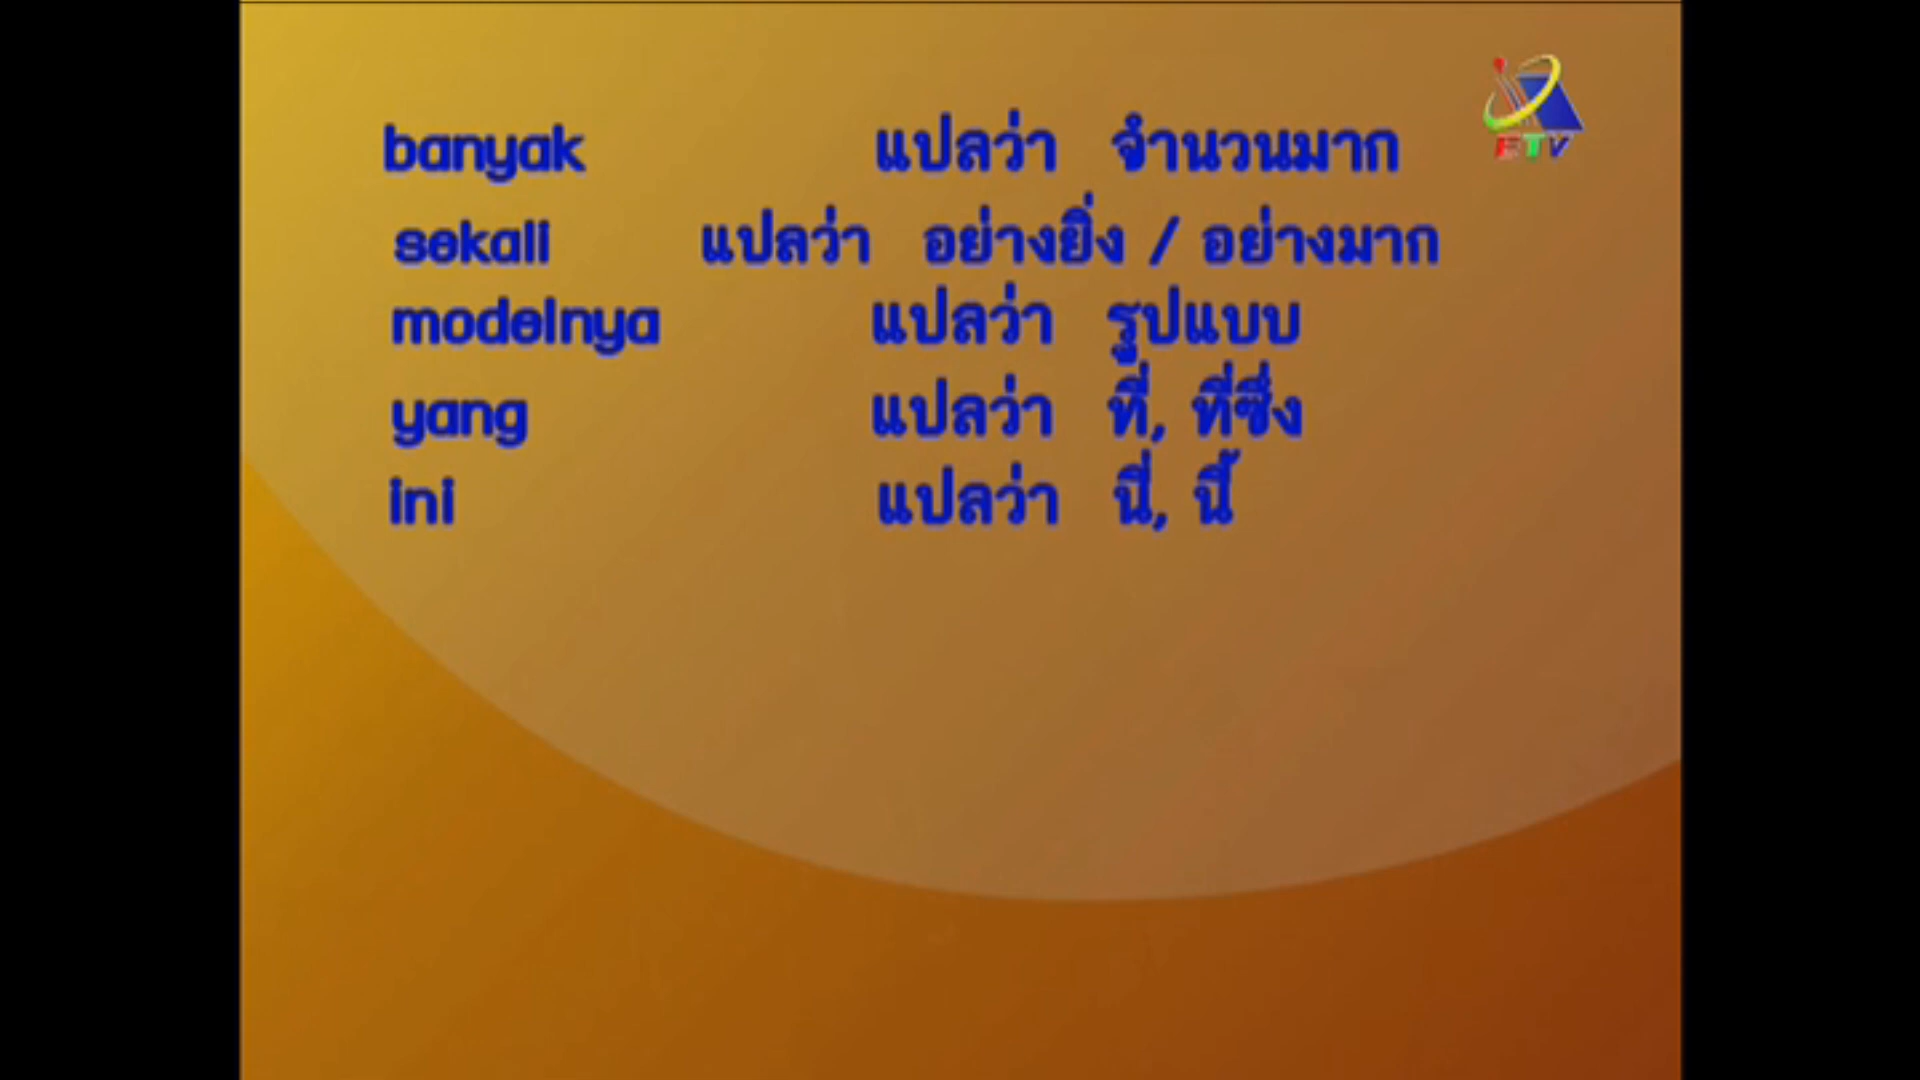 banyak แปลว่า จำนวนมาก
sekali แปลว่า อย่างยิ่ง / อย่างมาก
modelnya แปลว่า รูปแบบ
yang แปลว่า ที่, ที่ซึ่ง
ini แปลว่า นี่, นี้
ETV